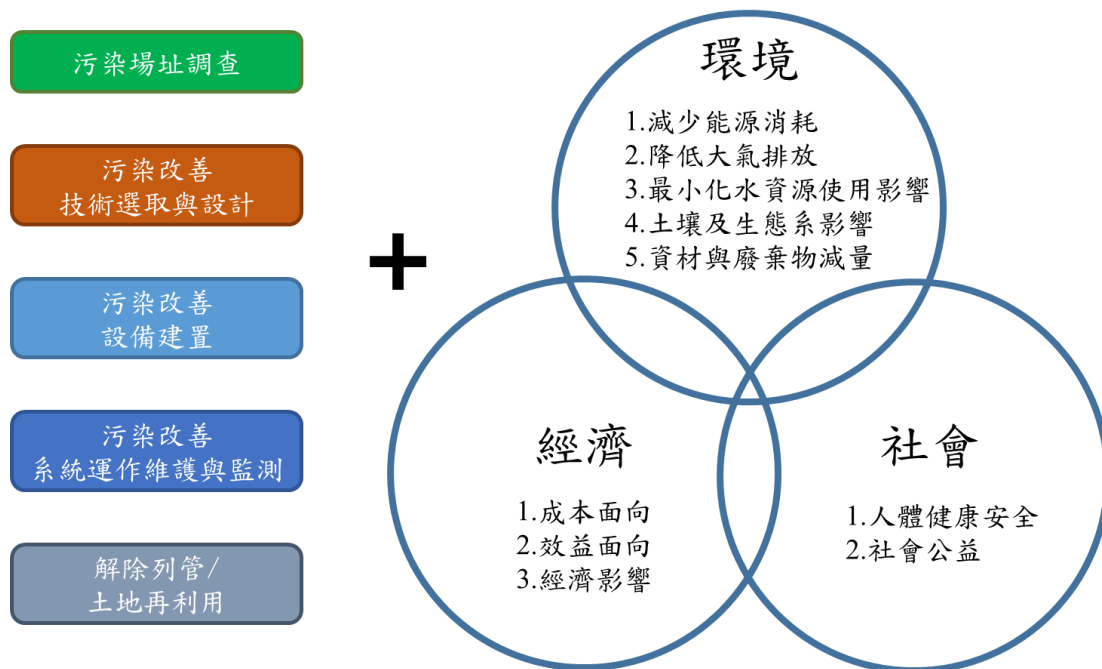 污染場址調查
污染改善
技術選取與設計
污染改善
設備建置
污染改善
系統運作維護與監測
解除列管/
土地再利用
+
環境
1.減少能源消耗
2.降低大氣排放
3.最小化水資源使用影響
4.土壤及生態系影響
5.資材與廢棄物減量
經濟
1.成本面向
2.效益面向
3.經濟影響
社會
1.人體健康安全
2.社會公益